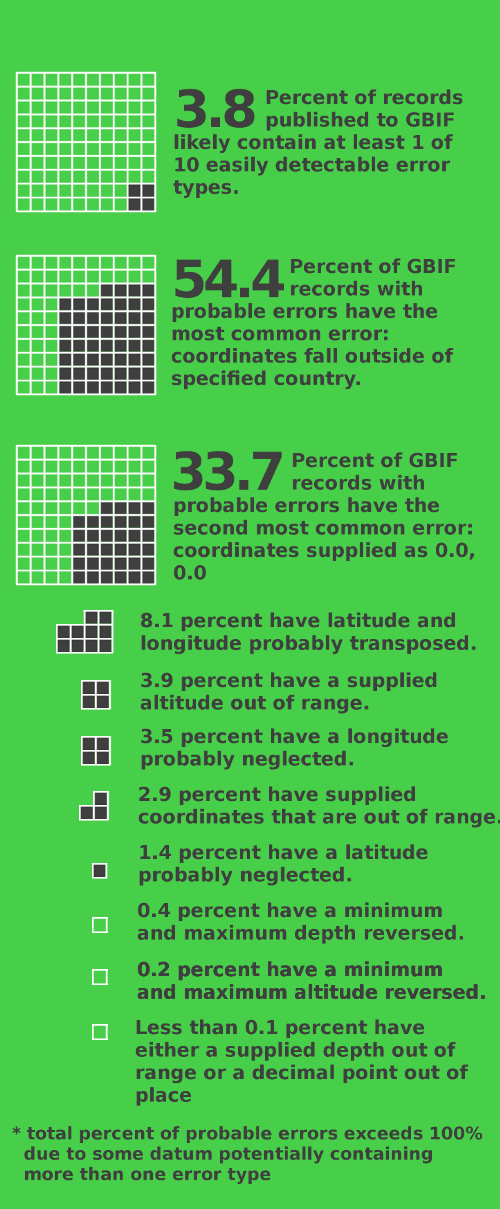 3.8 Percent of records
published to GBIF
likely contain at least 1 of
10 easily detectable error
types.
54.4 Percent of GBIF
records with
probable errors have the
most common error:
coordinates fall outside of
specified country.
33.7 Percent of GBIF
records with
probable errors have the
second most common error:
coordinates supplied as 0.0,
0.0
8.1 percent have latitude and
longitude probably transposed.
3.9 percent have a supplied
altitude out of range.
3.5 percent have a longitude
probably neglected.
2.9 percent have supplied
coordinates that are out of range.
1.4 percent have a latitude
probably neglected.
0.4 percent have a minimum
and maximum depth reversed.
0.2 percent have a minimum
and maximum altitude reversed.
Less than 0.1 percent have
either a supplied depth out of
range or a decimal point out of
place
* total percent of probable errors exceeds 100%
due to some datum potentially containing
more than one error type